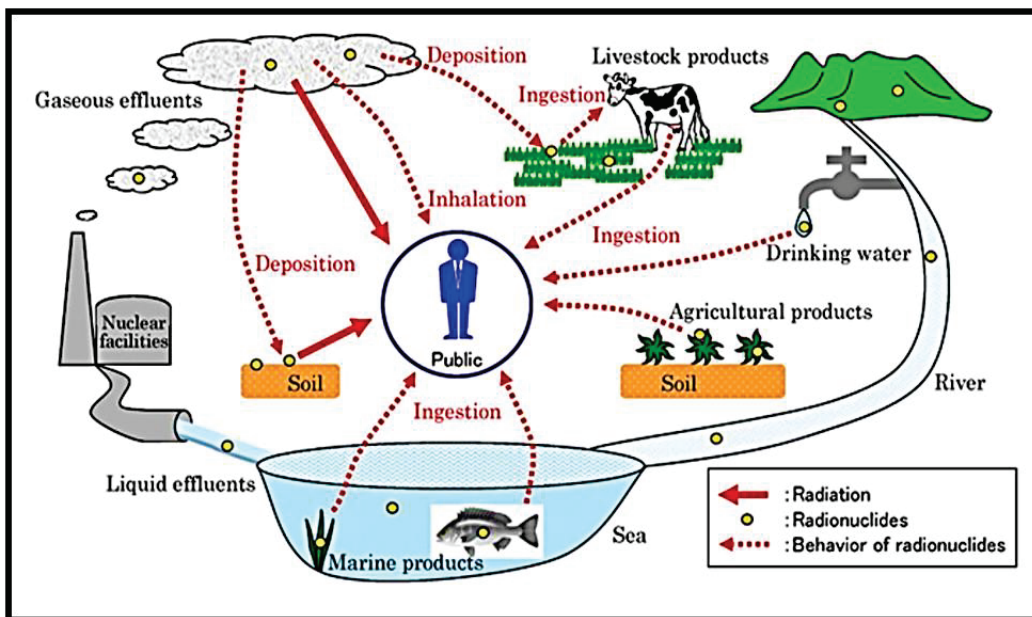 Deposition
Livestock products
Gaseous effluents
Ingestion
Inhalation
Ingestion
Drinking water
Deposition
Nuclear
facilities
Agricultural products
Public
Soil
Soil
River
Ingestion
Liquid effluents
Sea
Marine products
:Radiation
:Radionuclides
:Behavior of radionuclides